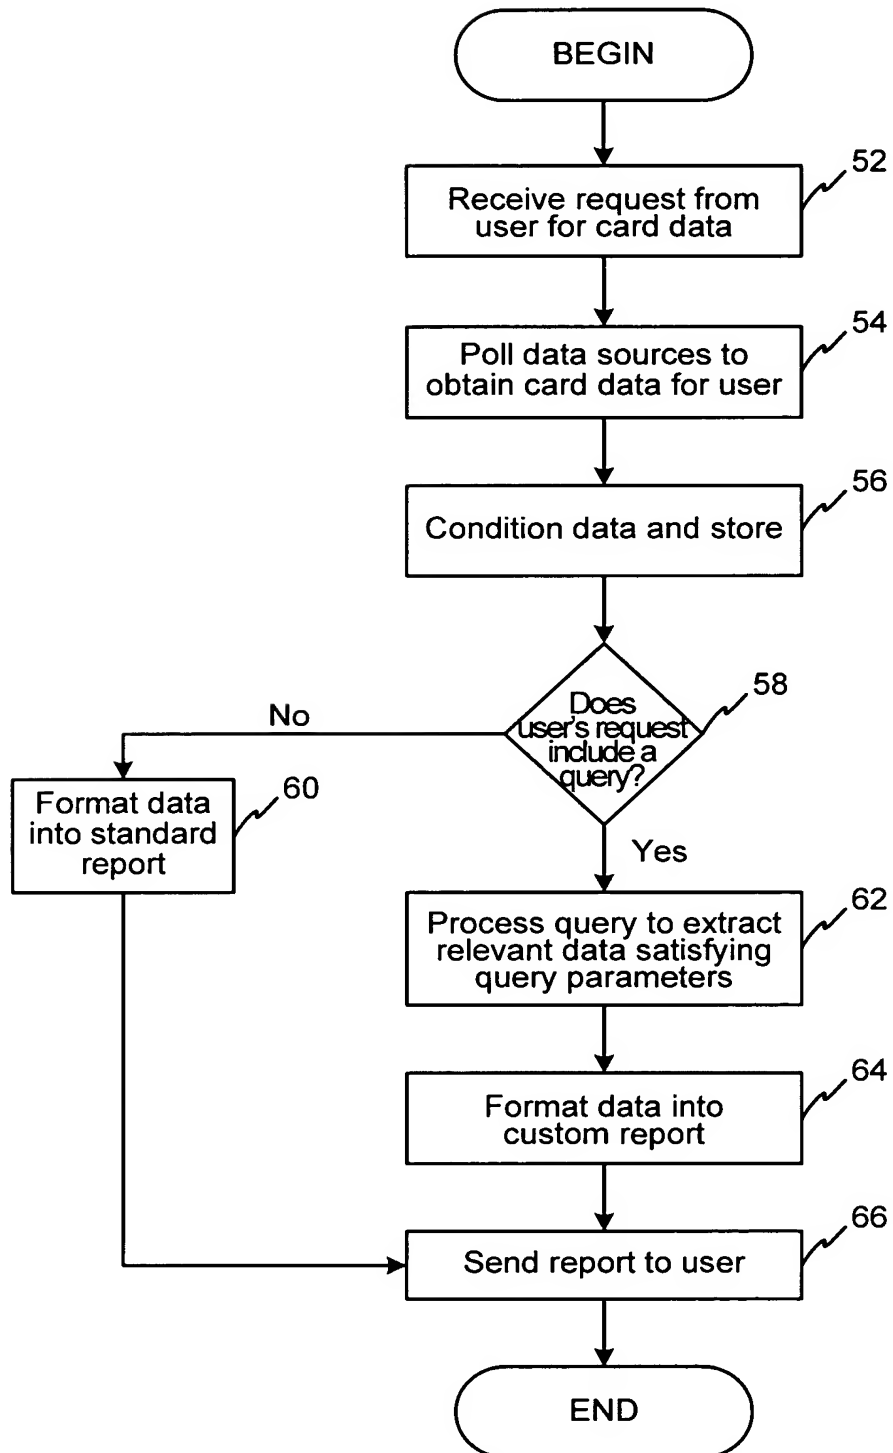 BEGIN
52
Receive request from
user for card data
54
Poll data sources to
obtain card data for user
56
Condition data and store
58
Does
user's request
include a
query?
No
60
Format data
into standard
report
Yes
62
Process query to extract
relevant data satisfying
query parameters
64
Format data into
custom report
66
Send report to user
END